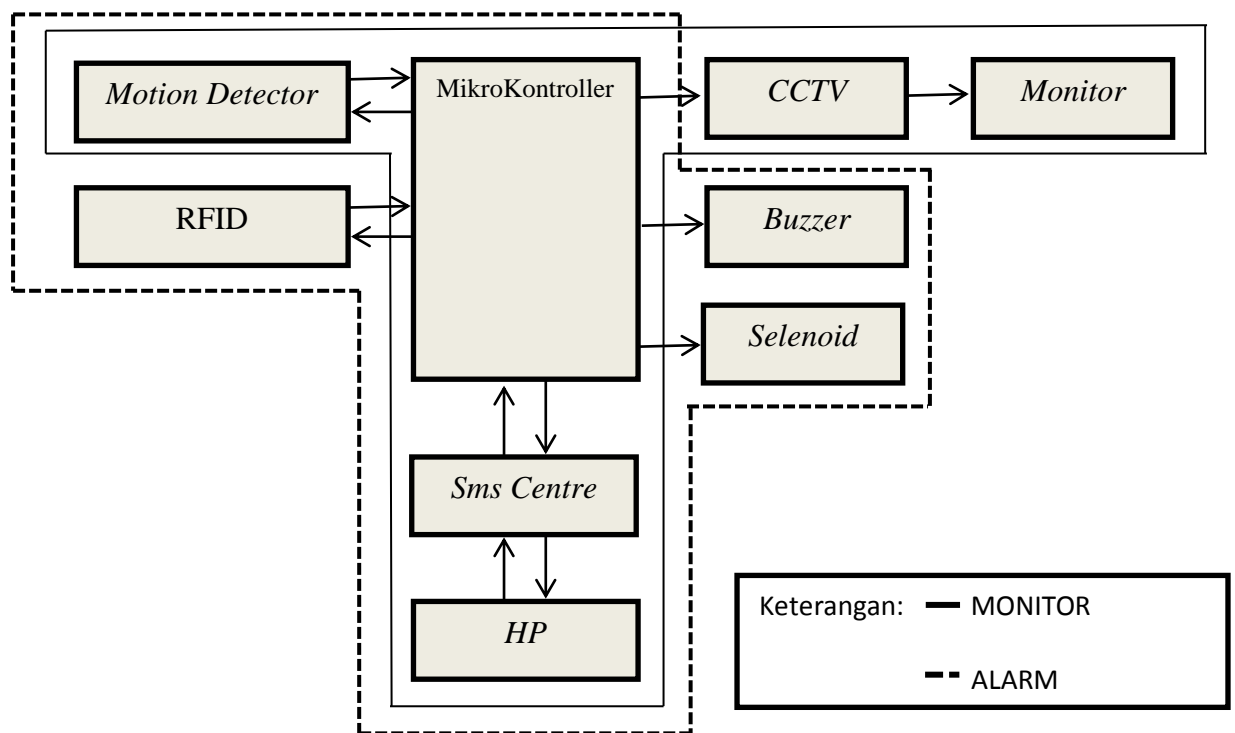 Motion Detector
MikroKontroller
CCTV
Monitor
RFID
Buzzer
Selenoid
Sms Centre
HP
Keterangan: MONITOR
ALARM